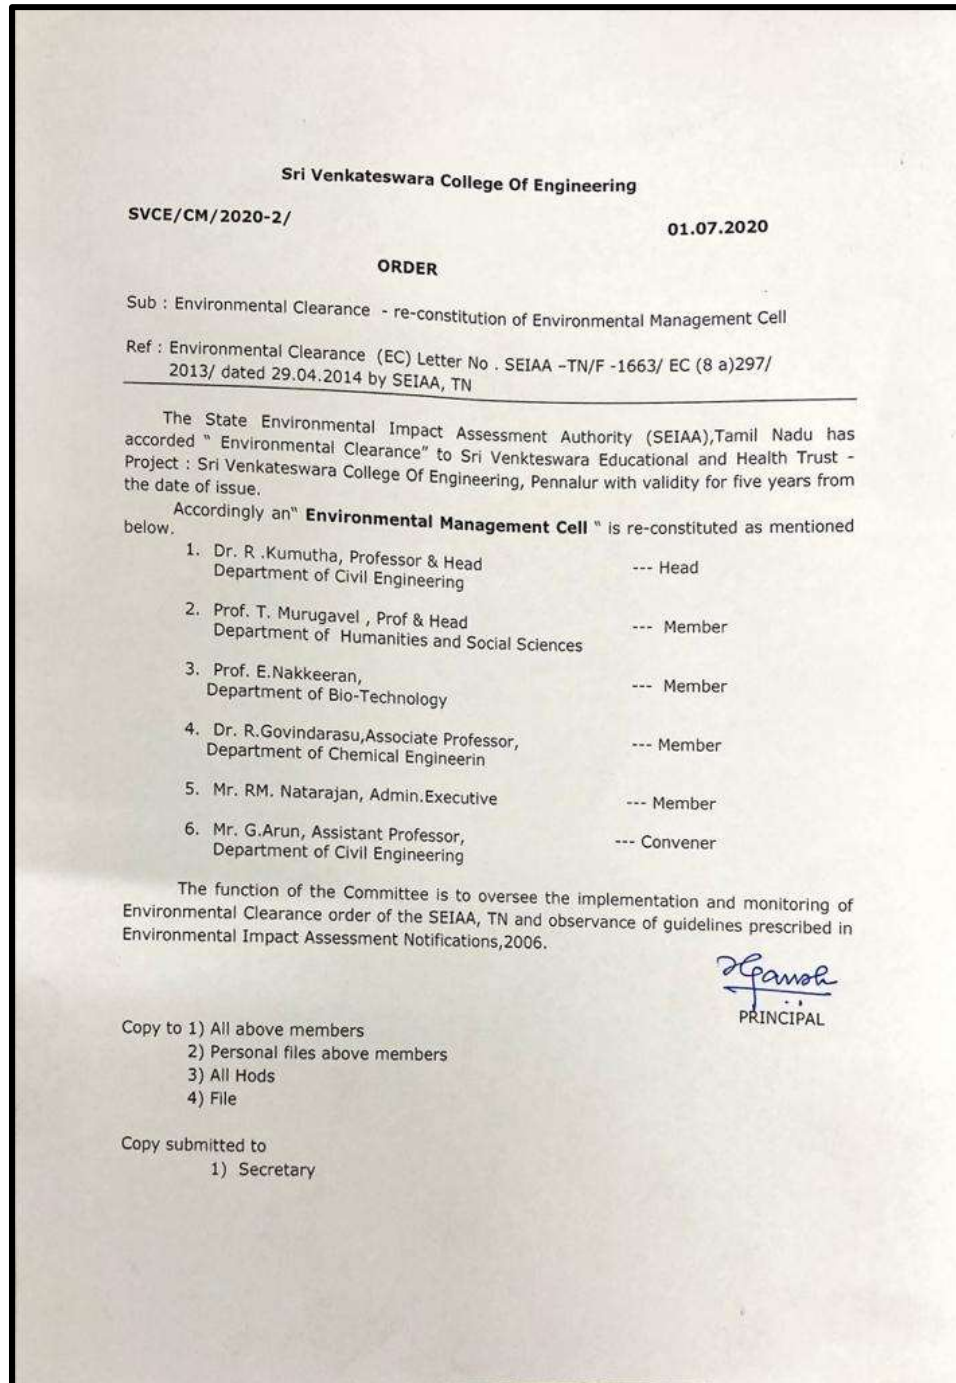 Sri Venkateswara College Of Engineering
SVCE/CM/2020-2/ 01.07.2020
ORDER
Sub : Environmental Clearance - re-constitution of Environmental Management Cell
Ref : Environmental Clearance (EC) Letter No . SEIAA –TN/F -1663/ EC (8 a)297/
2013/ dated 29.04.2014 by SEIAA, TN
The State Environmental Impact Assessment Authority (SEIAA),Tamil Nadu has
accorded " Environmental Clearance" to Sri Venkteswara Educational and Health Trust -
Project : Sri Venkateswara College Of Engineering, Pennalur with validity for five years from
the date of issue.
Accordingly an" Environmental Management Cell " is re-constituted as mentioned
below.
1. Dr. R .Kumutha, Professor & Head --- Head
Department of Civil Engineering
2. Prof. T. Murugavel , Prof & Head --- Member
Department of Humanities and Social Sciences
3. Prof. E.Nakkeeran, --- Member
Department of Bio-Technology
4. Dr. R.Govindarasu,Associate Professor, --- Member
Department of Chemical Engineerin
5. Mr. RM. Natarajan, Admin.Executive --- Member
6. Mr. G.Arun, Assistant Professor, --- Convener
Department of Civil Engineering
The function of the Committee is to oversee the implementation and monitoring of
Environmental Clearance order of the SEIAA, TN and observance of guidelines prescribed in
Environmental Impact Assessment Notifications,2006.
PRINCIPAL
Copy to 1) All above members
2) Personal files above members
3) All Hods
4) File
Copy submitted to
1) Secretary